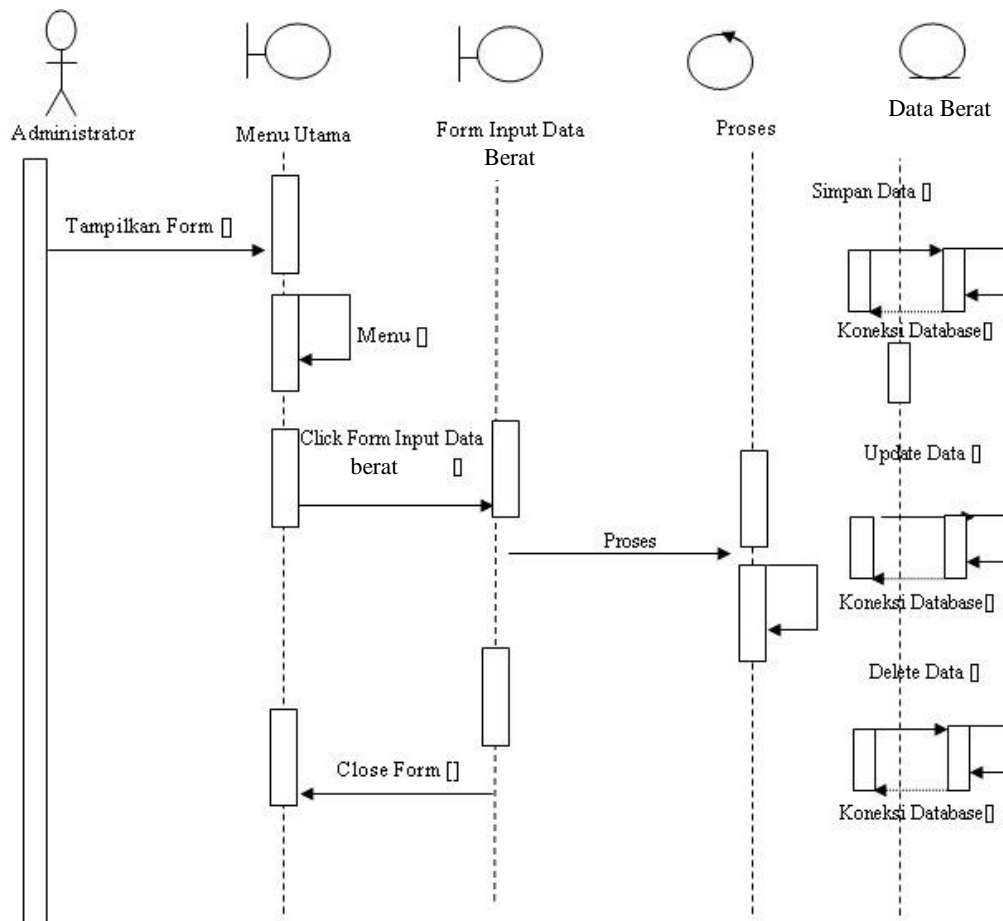 Administrator
Menu Utama
Form Input Data
Berat
Proses
Data Berat
Simpan Data []
Tampilkan Form []
Koneksi Database[]
Menu []
Click Form Input Data
berat []
Update Data []
Proses
Koneksi Database[]
Delete Data []
Close Form []
Koneksi Database[]